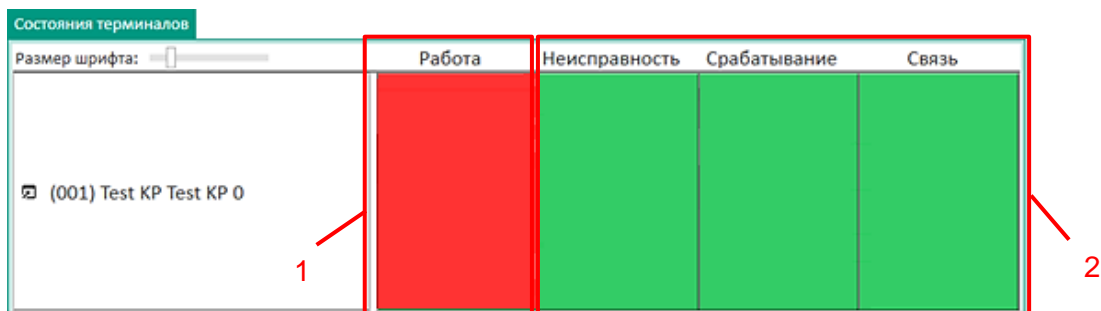 Состояния терминалов
Размер шрифта: Работа Неисправность Срабатывание Связь
(001) Test KP Test KP 0
1 2